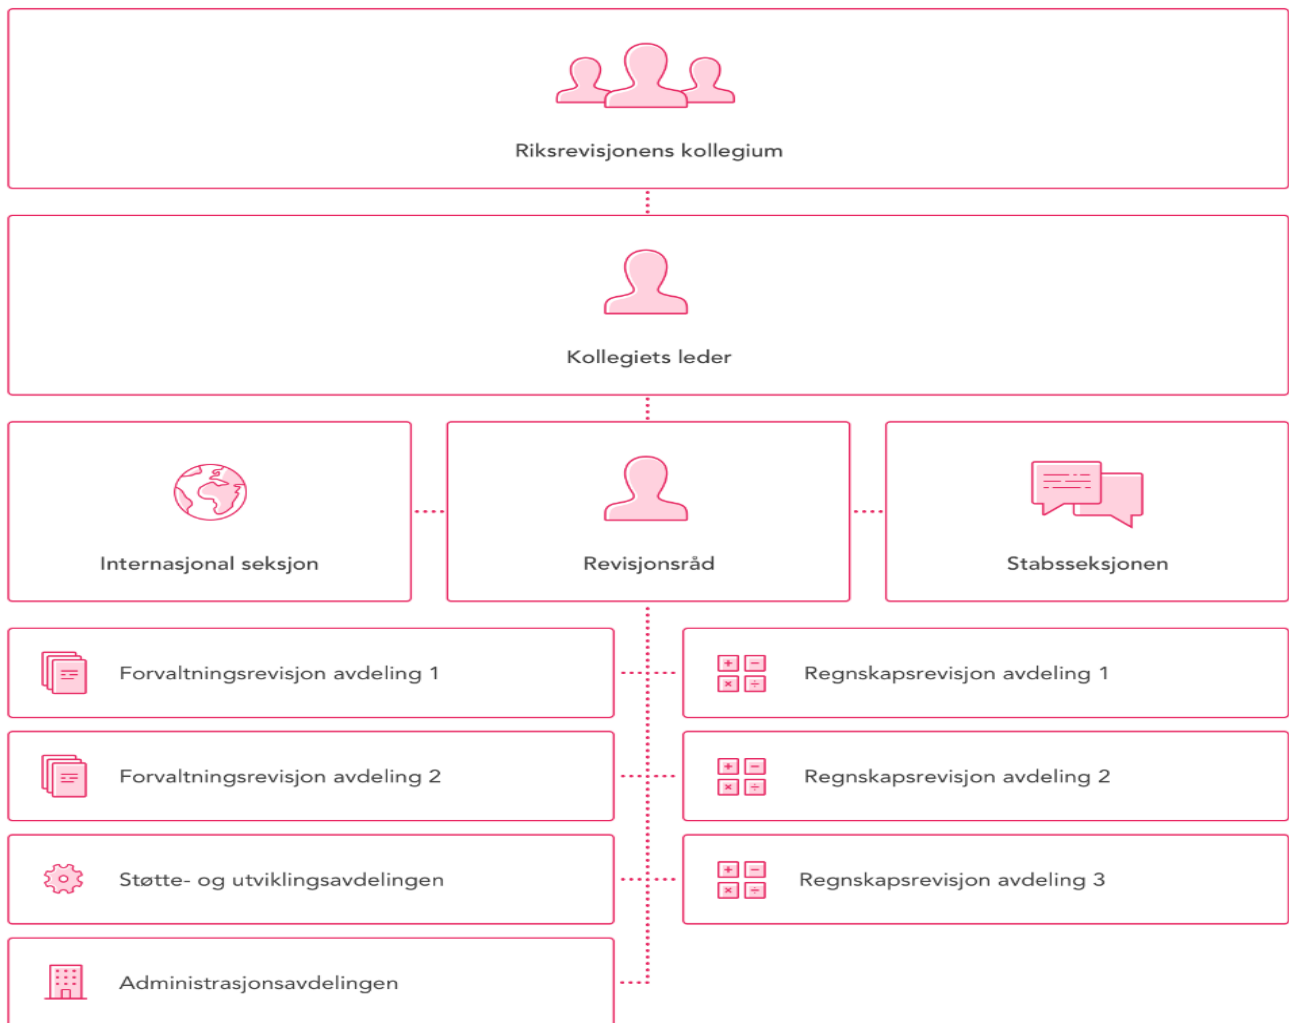 Riksrevisjonens kollegium
Kollegiets leder
Internasjonal seksjon
Revisjonsråd
Stabsseksjonen
Forvaltningsrevisjon avdeling 1
Regnskapsrevisjon avdeling 1
Forvaltningsrevisjon avdeling 2
Regnskapsrevisjon avdeling 2
Støtte- og utviklingsavdelingen
Regnskapsrevisjon avdeling 3
Administrasjonsavdelingen